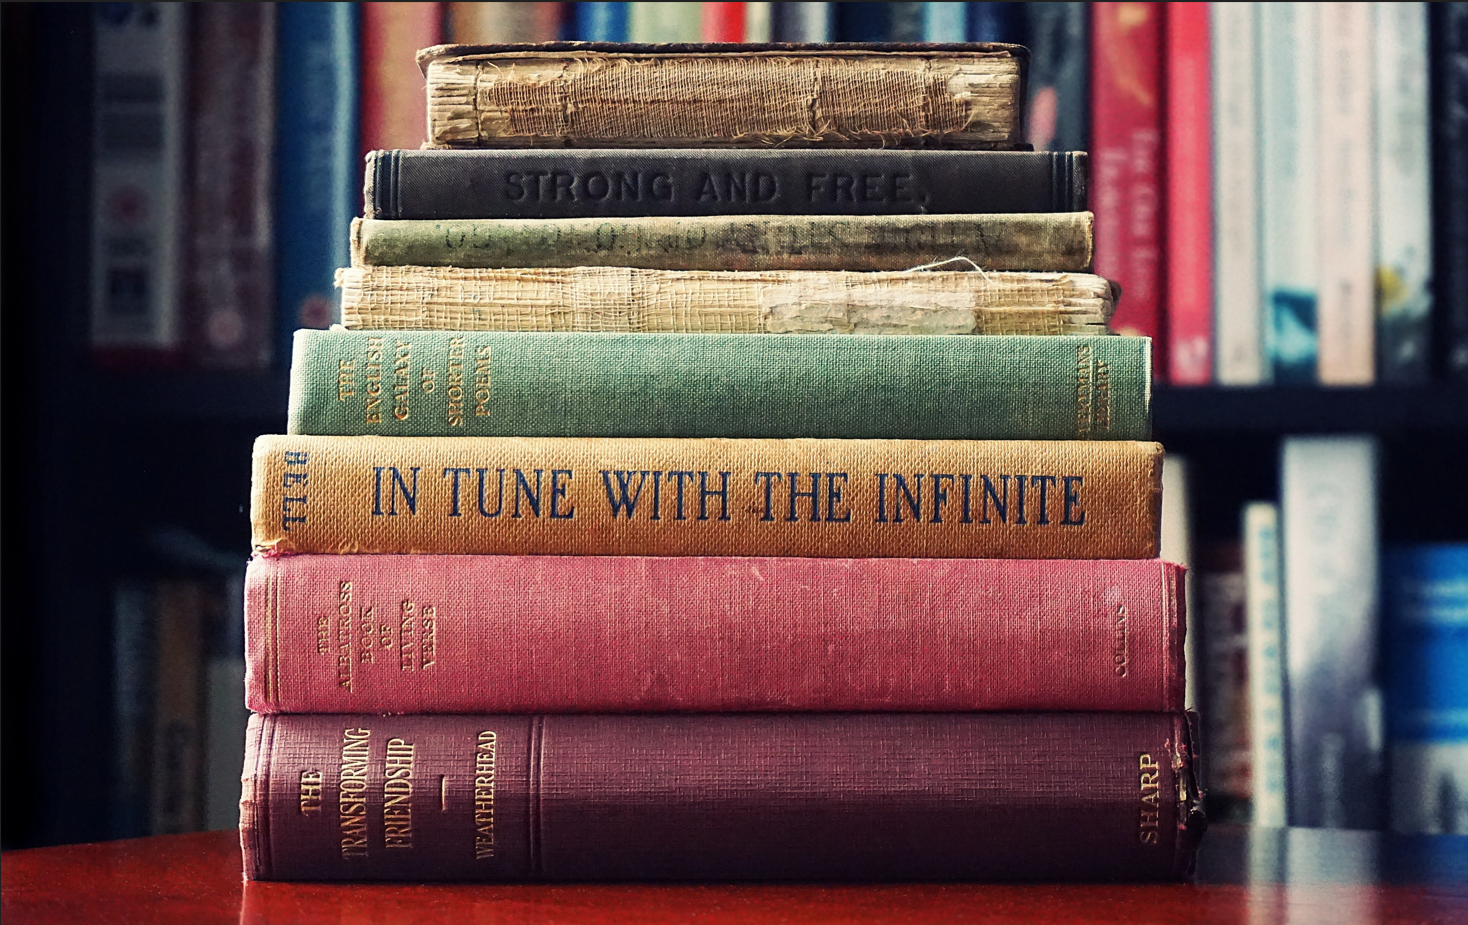 STRONG AND FREE.
THE
ENGLISH
GALAXY
OF
SHORTER
POEMS
IN TUNE WITH THE INFINITE
THE
ALBATROSS
BOOK
OF
LIVING
VERSE
COLLINS
THE
TRANSFORMING
FRIENDSHIP
—
WEATHERHEAD
SHARP